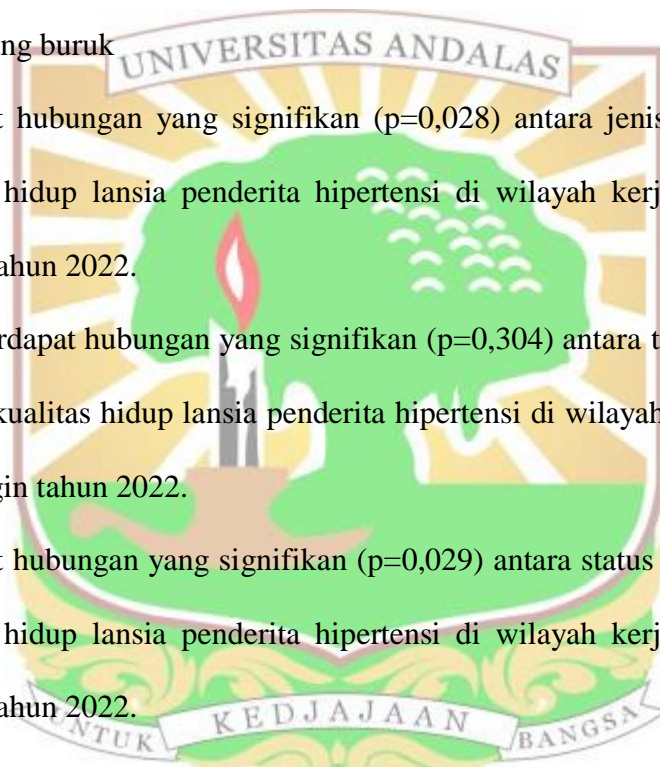 ng buruk
UNIVERSITAS ANDALAS
hubungan yang signifikan (p=0,028) antara jenis
hidup lansia penderita hipertensi di wilayah kerj
ahun 2022.
rdapat hubungan yang signifikan (p=0,304) antara t
kualitas hidup lansia penderita hipertensi di wilayah
gin tahun 2022.
t hubungan yang signifikan (p=0,029) antara status
hidup lansia penderita hipertensi di wilayah kerj
ahun 2022.
UNTUK KEDJAJAAN BANGSA